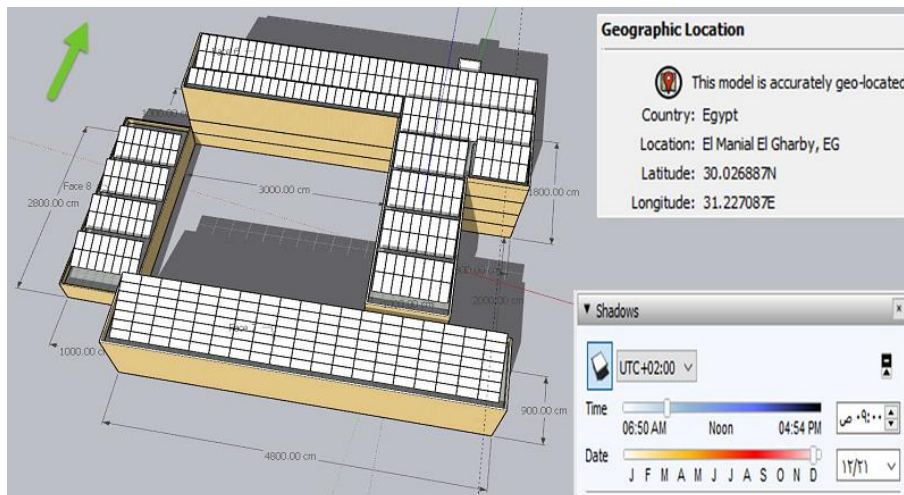 Geographic Location
This model is accurately geo-located
Country: Egypt
Location: El Manial El Gharby, EG
Latitude: 30.026887N
Longitude: 31.227087E
Face 8
2800.00 cm
3000.00 cm
1800.00 cm
1000.00 cm
900.00 cm
4800.00 cm
Shadows
UTC+02:00
Time
06:50 AM
Noon
04:54 PM
٠٩:٠٠ ص
Date
J F M A M J J A S O N D
١٢/٢١